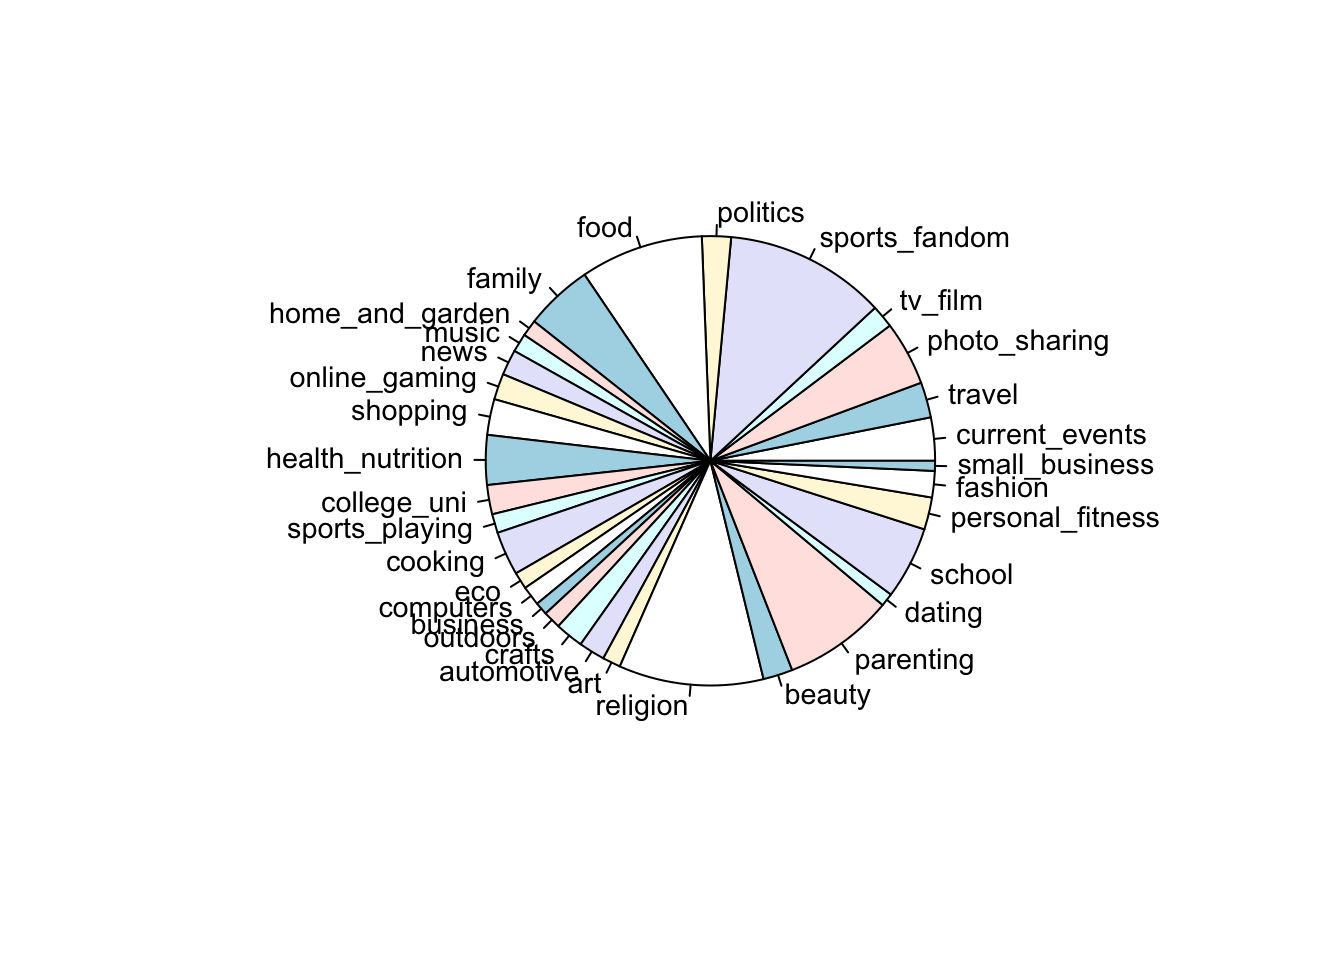 politics
food
sports_fandom
family
tv_film
home_and_garden
music
photo_sharing
news
online_gaming
travel
shopping
current_events
health_nutrition
small_business
fashion
college_uni
personal_fitness
sports_playing
cooking
school
eco
computers
dating
business
outdoors
crafts
parenting
automotive
art
beauty
religion